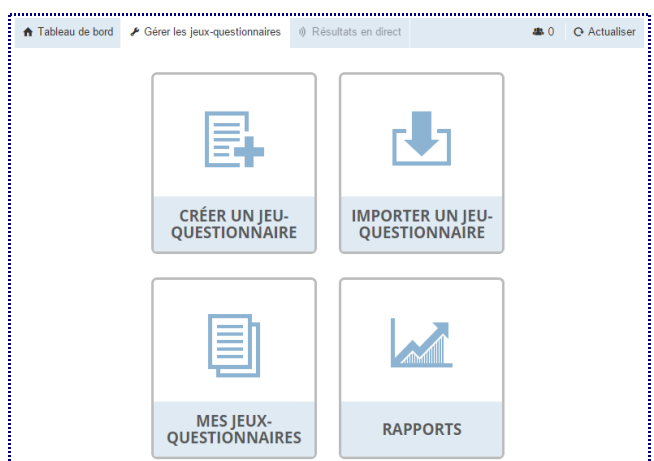 Tableau de bord Gérer les jeux-questionnaires Résultats en direct 0 Actualiser
CRÉER UN JEU-
QUESTIONNAIRE
IMPORTER UN JEU-
QUESTIONNAIRE
MES JEUX-
QUESTIONNAIRES
RAPPORTS